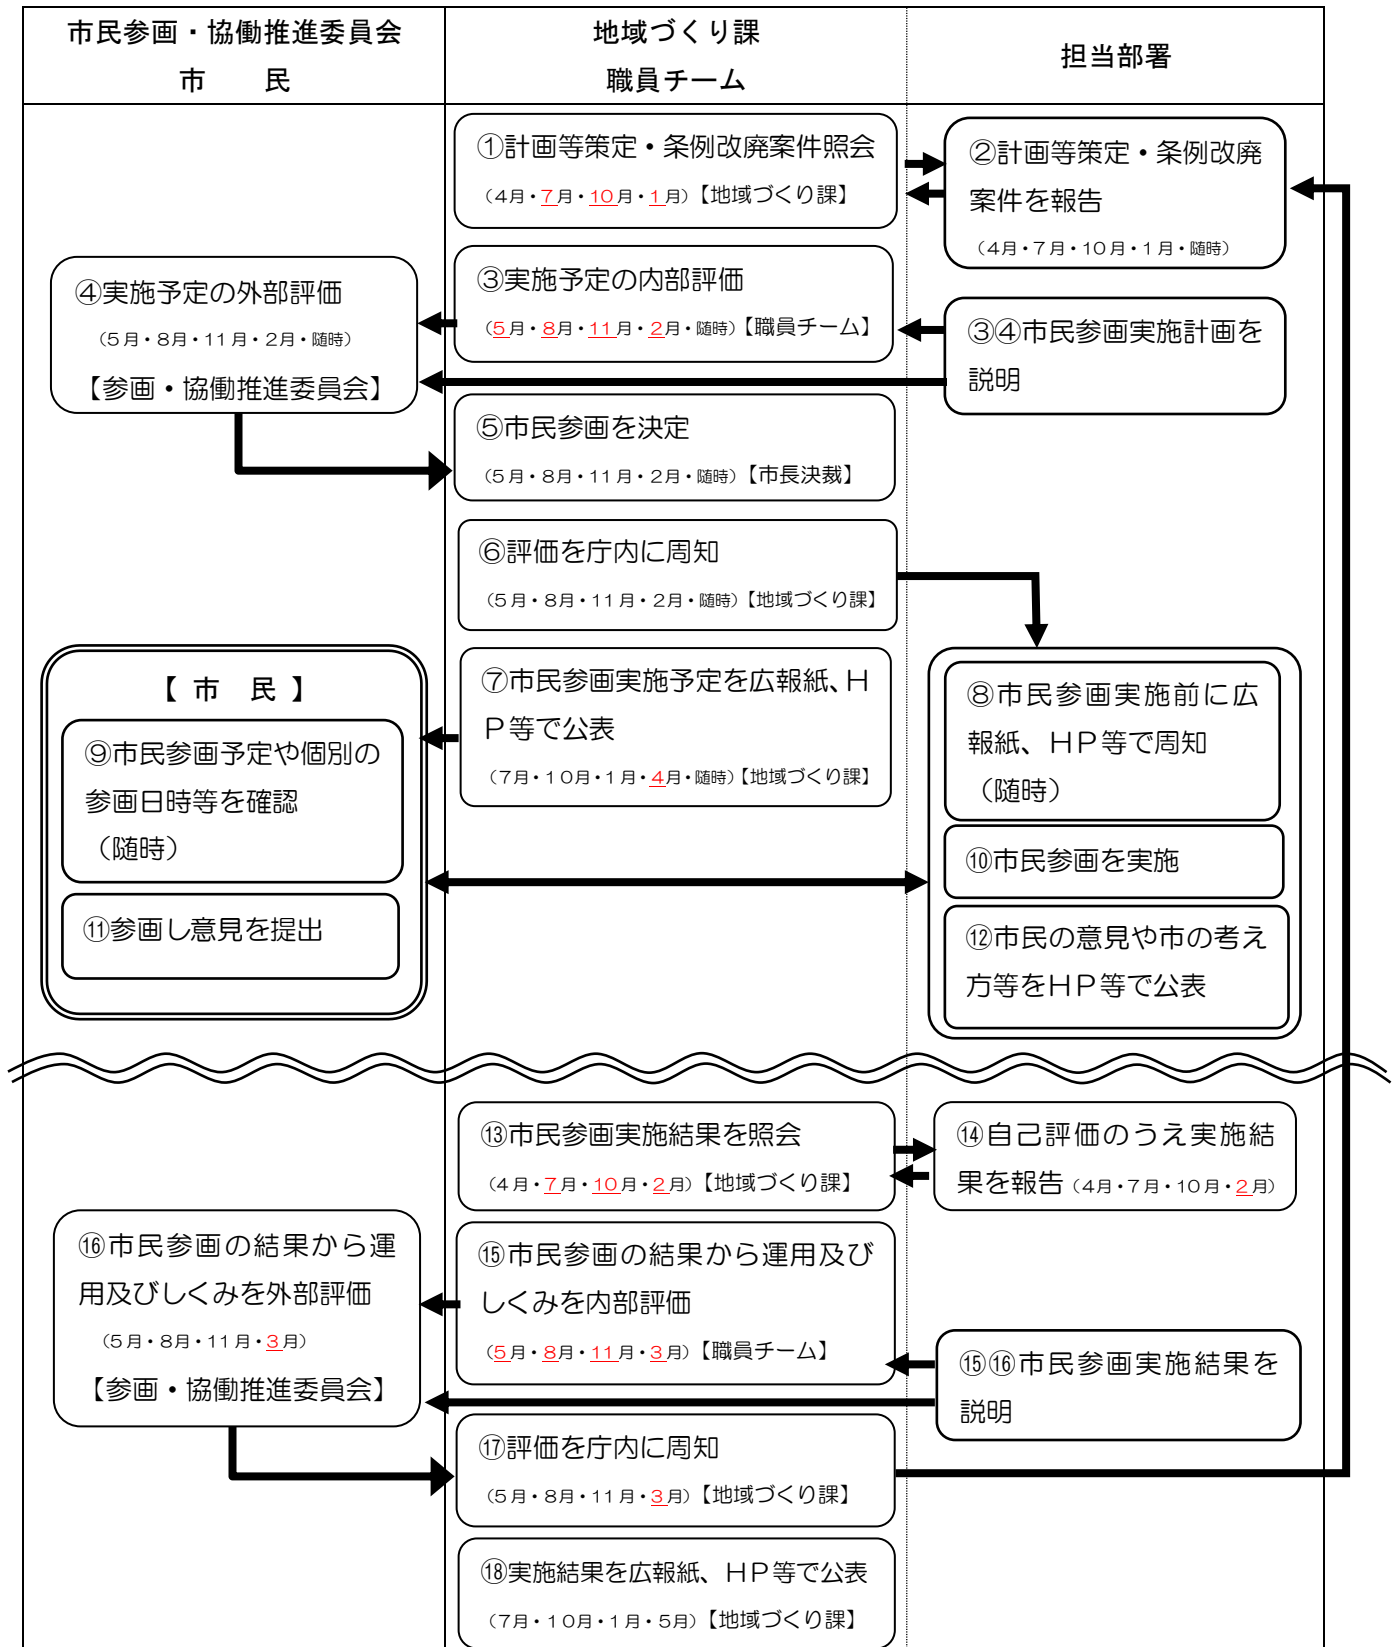 市民参画・協働推進委員会
市　　民
地域づくり課
職員チーム
担当部署
①計画等策定・条例改廃案件照会
（4月・7月・10月・1月）【地域づくり課】
②計画等策定・条例改廃
案件を報告
（4月・7月・10月・1月・随時）
③実施予定の内部評価
（5月・8月・11月・2月・随時）【職員チーム】
④実施予定の外部評価
（5月・8月・11月・2月・随時）
【参画・協働推進委員会】
③④市民参画実施計画を
説明
⑤市民参画を決定
（5月・8月・11月・2月・随時）【市長決裁】
⑥評価を庁内に周知
（5月・8月・11月・2月・随時）【地域づくり課】
⑦市民参画実施予定を広報紙、H
P等で公表
（7月・10月・1月・4月・随時）【地域づくり課】
⑧市民参画実施前に広
報紙、HP等で周知
（随時）
【 市　民 】
⑨市民参画予定や個別の
参画日時等を確認
（随時）
⑩市民参画を実施
⑪参画し意見を提出
⑫市民の意見や市の考え
方等をHP等で公表
⑬市民参画実施結果を照会
（4月・7月・10月・2月）【地域づくり課】
⑭自己評価のうえ実施結
果を報告（4月・7月・10月・2月）
⑮市民参画の結果から運用及び
しくみを内部評価
（5月・8月・11月・3月）【職員チーム】
⑯市民参画の結果から運
用及びしくみを外部評価
（5月・8月・11月・3月）
【参画・協働推進委員会】
⑮⑯市民参画実施結果を
説明
⑰評価を庁内に周知
（5月・8月・11月・3月）【地域づくり課】
⑱実施結果を広報紙、HP等で公表
（7月・10月・1月・5月）【地域づくり課】